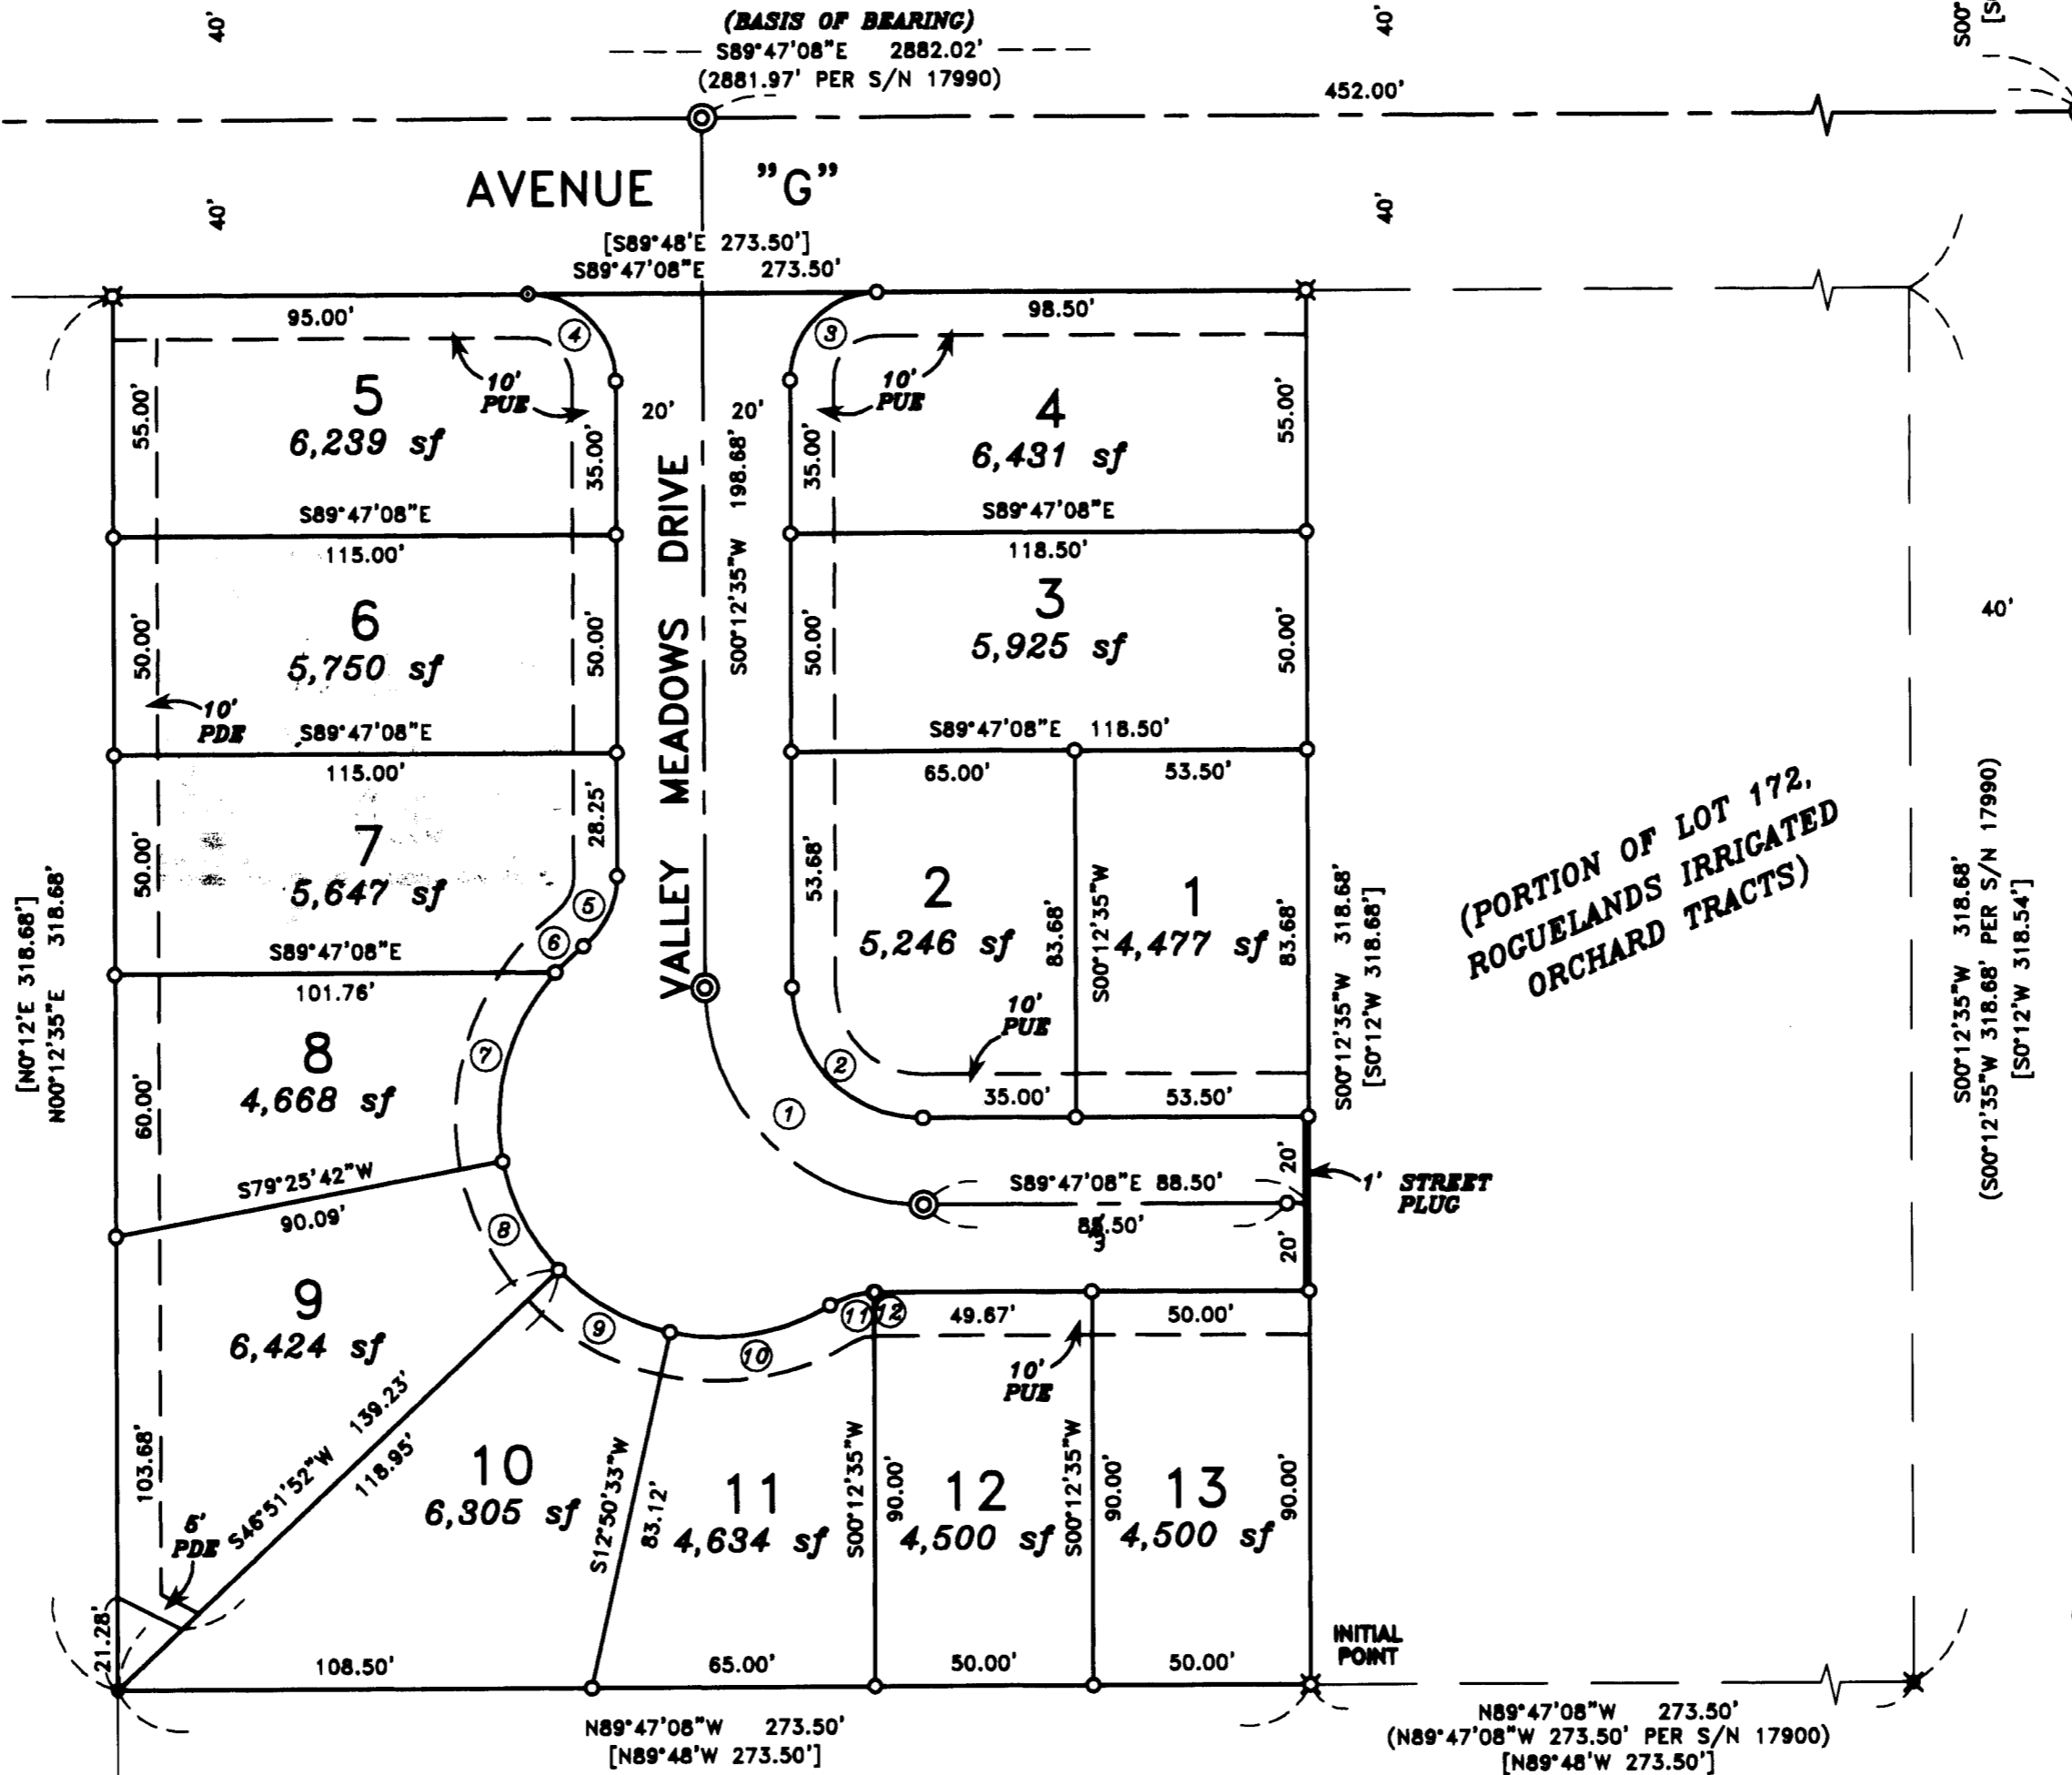 40'
(BASIS OF BEARING)
S89°47'08"E 2882.02'
(2881.97' PER S/N 17990)
40'
S00°
452.00'
AVENUE "G"
40'
40'
[S89°48'E 273.50']
S89°47'08"E 273.50'
95.00'
4
3
98.50'
10'
PUE
10'
PUE
55.00'
5
6,239 sf
35.00'
20'
20'
35.00'
4
6,431 sf
55.00'
S89°47'08"E
115.00'
S89°47'08"E
118.50'
VALLEY MEADOWS DRIVE
S00°12'35"W 198.68'
50.00'
6
5,750 sf
50.00'
50.00'
3
5,925 sf
50.00'
40'
10'
PDE
S89°47'08"E
115.00'
S89°47'08"E 118.50'
65.00'
53.50'
50.00'
7
5,647 sf
28.25'
5
6
53.68'
2
5,246 sf
83.68'
S00°12'35"W
1
4,477 sf
83.68'
(PORTION OF LOT 172,
ROGUELANDS IRRIGATED
ORCHARD TRACTS)
[N0°12'E 318.68']
N00°12'35"E 318.68'
S00°12'35"W 318.68'
[S0°12'W 318.68']
S00°12'35"W 318.68'
(S00°12'35"W 318.68' PER S/N 17990)
[S0°12'W 318.54']
S89°47'08"E
101.76'
10'
PUE
60.00'
8
4,668 sf
7
1
2
35.00'
53.50'
S79°25'42"W
90.09'
8
S89°47'08"E 88.50'
20'
20'
1' STREET
PLUG
9
6,424 sf
9
10
11
12
49.67'
50.00'
10'
PUE
103.68'
S46°51'52"W 139.23'
118.95'
10
6,305 sf
S12°50'33"W
83.12'
11
4,634 sf
S00°12'35"W
90.00'
12
4,500 sf
S00°12'35"W
90.00'
13
4,500 sf
90.00'
5'
PDE
21.28'
108.50'
65.00'
50.00'
50.00'
INITIAL
POINT
N89°47'08"W 273.50'
[N89°48'W 273.50']
N89°47'08"W 273.50'
(N89°47'08"W 273.50' PER S/N 17900)
[N89°48'W 273.50']